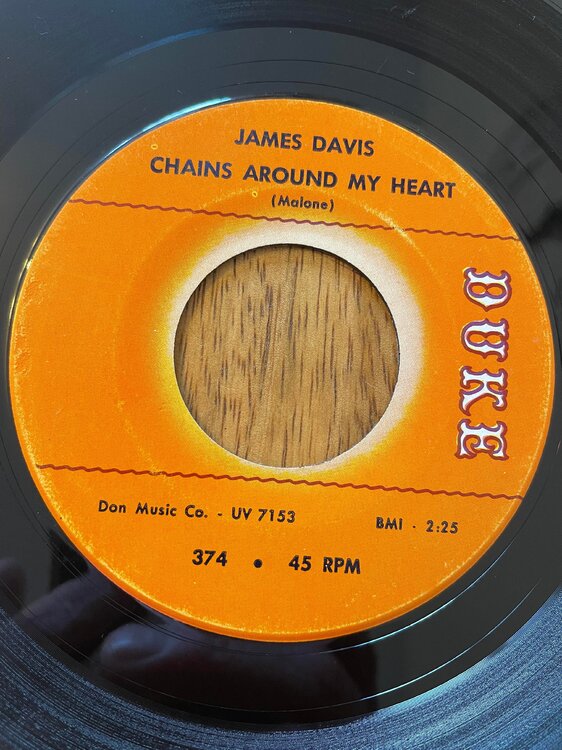 JAMES DAVIS
CHAINS AROUND MY HEART
(Malone)
DUKE
Don Music Co. - UV 7153
BMI - 2:25
374 • 45 RPM